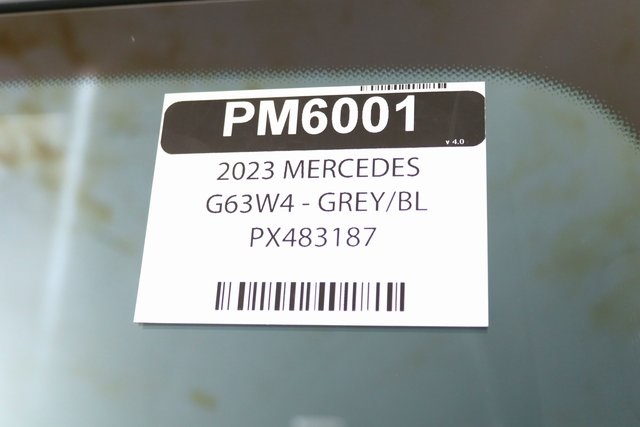 PM6001
v 4.0
2023 MERCEDES
G63W4 - GREY/BL
PX483187